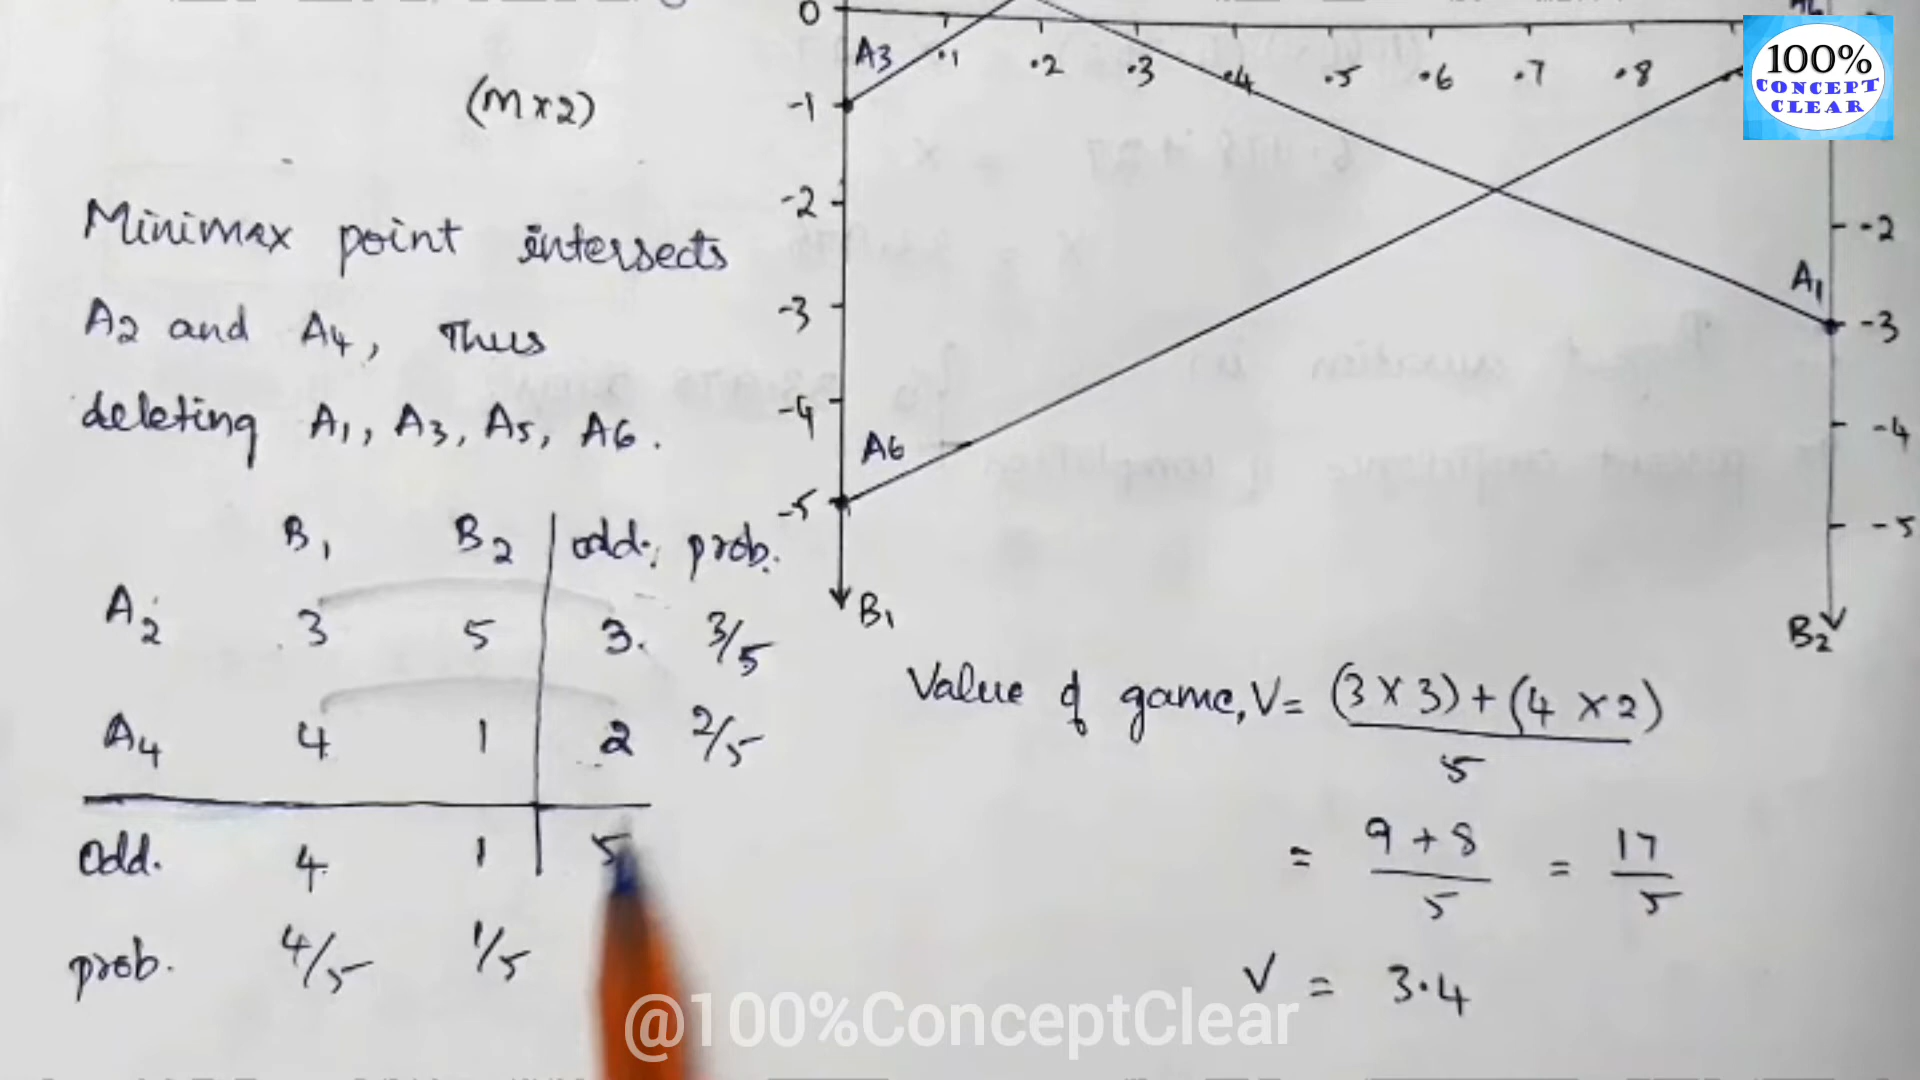 (m x 2)
Minimax point intersects
A2 and A4, Thus
deleting A1, A3, A5, A6.
B1 B2 odd. prob.
A2 3 5 3. 3/5
A4 4 1 2 2/5
odd. 4 1 5
prob. 4/5 1/5
0
-1
-2
-3
-4
-5
A3
.1 .2 .3 .4 .5 .6 .7 .8
A6
B1
A1
-2
-3
-4
-5
B2
Value of game, V = (3 x 3) + (4 x 2)
5
= 9 + 8 = 17
5 5
V = 3.4
100%
CONCEPT
CLEAR
@100%ConceptClear